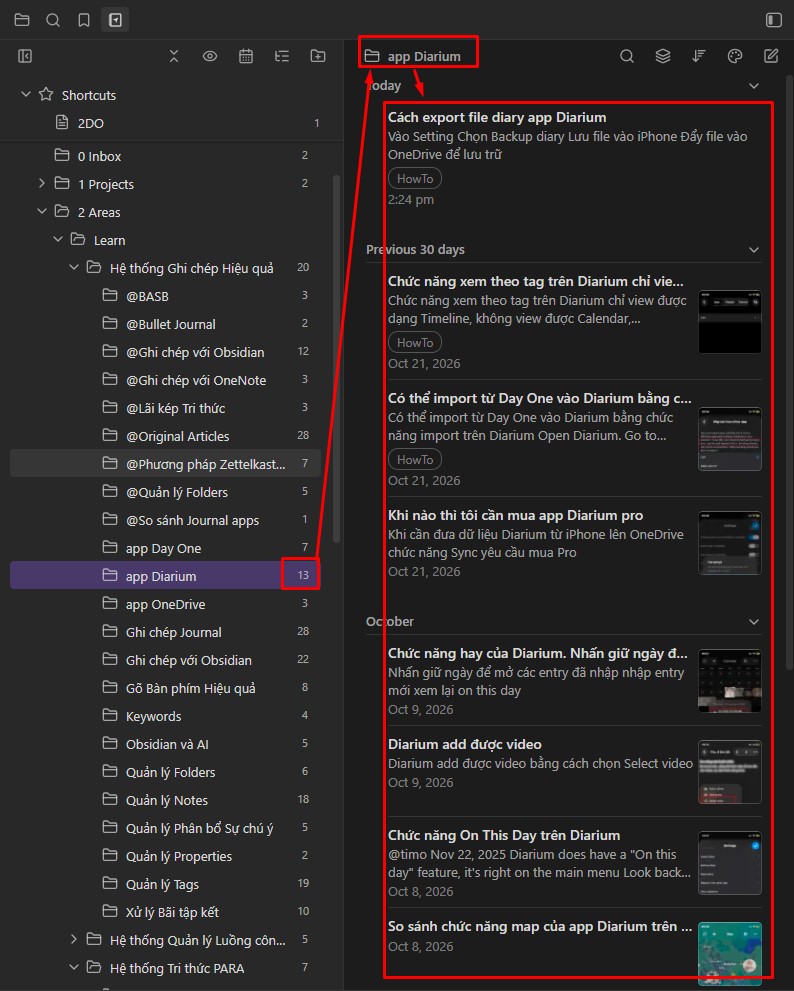 Shortcuts
2DO 1
0 Inbox 2
1 Projects 2
2 Areas
Learn
Hệ thống Ghi chép Hiệu quả 20
@BASB 3
@Bullet Journal 2
@Ghi chép với Obsidian 12
@Ghi chép với OneNote 3
@Lãi kép Tri thức 3
@Original Articles 28
@Phương pháp Zettelkast... 7
@Quản lý Folders 5
@So sánh Journal apps 1
app Day One 7
app Diarium 13
app OneDrive 3
Ghi chép Journal 28
Ghi chép với Obsidian 22
Gõ Bàn phím Hiệu quả 8
Keywords 4
Obsidian và AI 5
Quản lý Folders 6
Quản lý Notes 18
Quản lý Phân bổ Sự chú ý 5
Quản lý Properties 2
Quản lý Tags 19
Xử lý Bãi tập kết 10
Hệ thống Quản lý Luồng côn... 5
Hệ thống Tri thức PARA 7
app Diarium
Today
Cách export file diary app Diarium
Vào Setting Chọn Backup diary Lưu file vào iPhone Đẩy file vào
OneDrive để lưu trữ
HowTo
2:24 pm
Previous 30 days
Chức năng xem theo tag trên Diarium chỉ vie...
Chức năng xem theo tag trên Diarium chỉ view được
dạng Timeline, không view được Calendar,...
HowTo
Oct 21, 2026
Có thể import từ Day One vào Diarium bằng c...
Có thể import từ Day One vào Diarium bằng chức
năng import trên Diarium Open Diarium. Go to...
HowTo
Oct 21, 2026
Khi nào thì tôi cần mua app Diarium pro
Khi cần đưa dữ liệu Diarium từ iPhone lên OneDrive
chức năng Sync yêu cầu mua Pro
Oct 21, 2026
October
Chức năng hay của Diarium. Nhấn giữ ngày đ...
Nhấn giữ ngày để mở các entry đã nhập nhập entry
mới xem lại on this day
Oct 9, 2026
Diarium add được video
Diarium add được video bằng cách chọn Select video
Oct 9, 2026
Chức năng On This Day trên Diarium
@timo Nov 22, 2025 Diarium does have a "On this
day" feature, it's right on the main menu Look back...
Oct 8, 2026
So sánh chức năng map của app Diarium trên ...
Oct 8, 2026